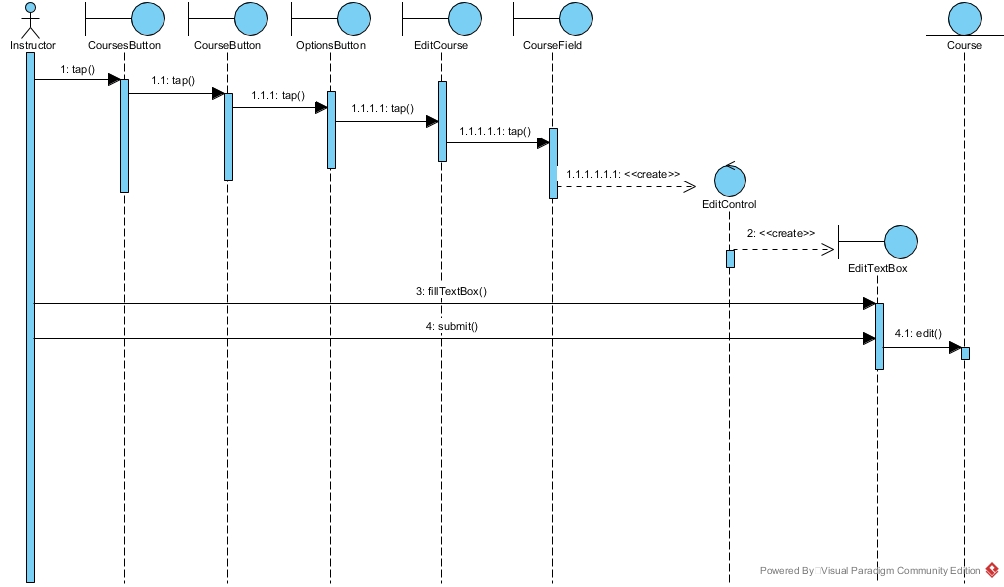 Instructor
CoursesButton
CourseButton
OptionsButton
EditCourse
CourseField
Course
1: tap()
1.1: tap()
1.1.1: tap()
1.1.1.1: tap()
1.1.1.1.1: tap()
1.1.1.1.1.1: <<create>>
EditControl
2: <<create>>
EditTextBox
3: fillTextBox()
4: submit()
4.1: edit()
Powered By Visual Paradigm Community Edition